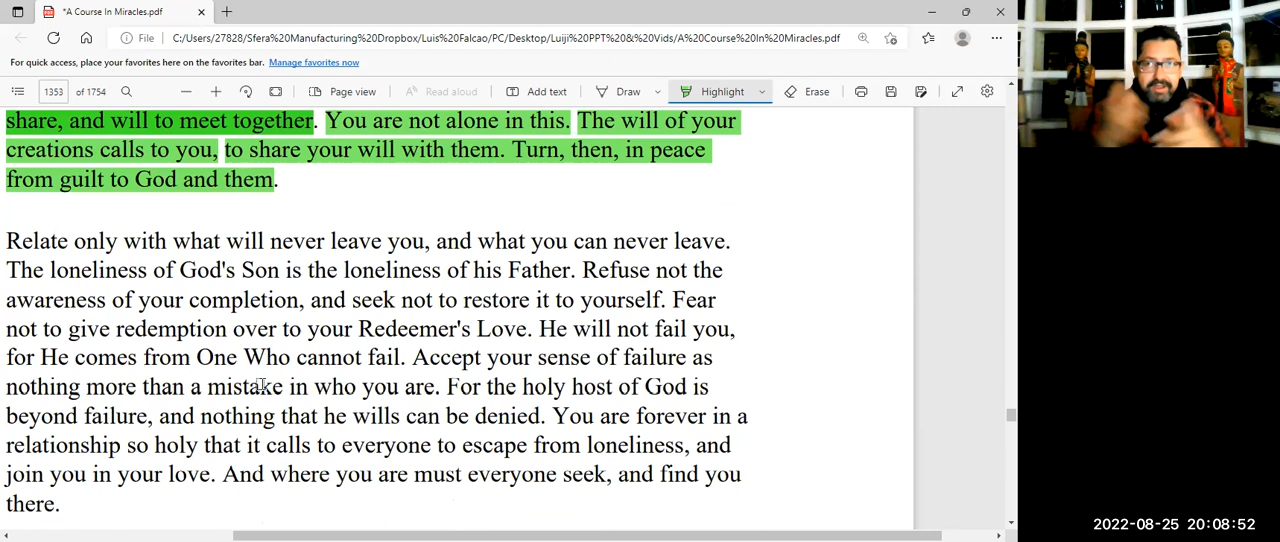 *A Course In Miracles.pdf
File C:/Users/27828/Sfera%20Manufacturing%20Dropbox/Luis%20Falcao/PC/Desktop/Luiji%20PPT%20&%20Vids/A%20Course%20In%20Miracles.pdf
For quick access, place your favorites here on the favorites bar. Manage favorites now
1353 of 1754 Page view Read aloud Add text Draw Highlight Erase
share, and will to meet together. You are not alone in this. The will of your
creations calls to you, to share your will with them. Turn, then, in peace
from guilt to God and them.
Relate only with what will never leave you, and what you can never leave.
The loneliness of God's Son is the loneliness of his Father. Refuse not the
awareness of your completion, and seek not to restore it to yourself. Fear
not to give redemption over to your Redeemer's Love. He will not fail you,
for He comes from One Who cannot fail. Accept your sense of failure as
nothing more than a mistake in who you are. For the holy host of God is
beyond failure, and nothing that he wills can be denied. You are forever in a
relationship so holy that it calls to everyone to escape from loneliness, and
join you in your love. And where you are must everyone seek, and find you
there.
2022-08-25 20:08:52